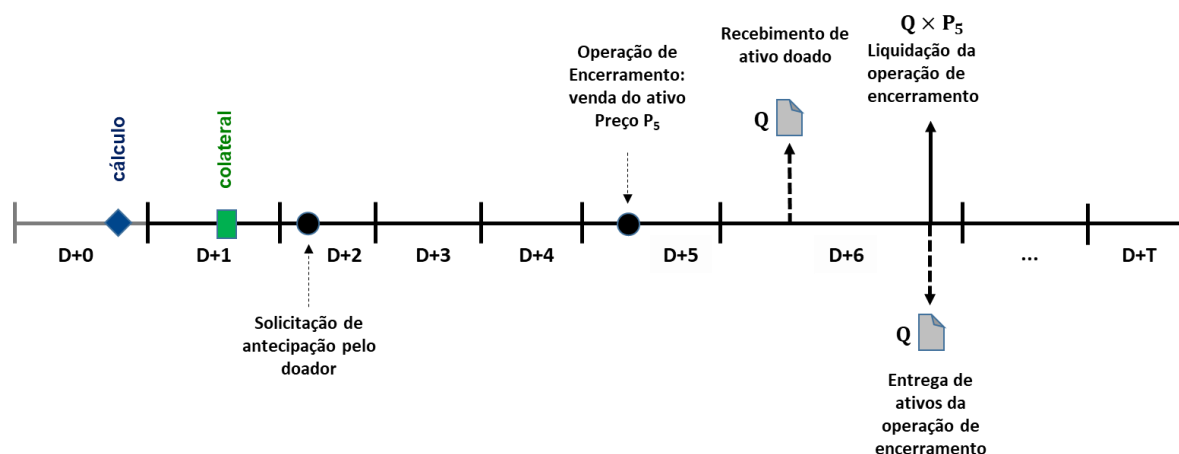 Q × P₅
Liquidação da
operação de
encerramento
Recebimento de
ativo doado
Operação de
Encerramento:
venda do ativo
Preço P₅
Q
cálculo
colateral
D+0
D+1
D+2
D+3
D+4
D+5
D+6
...
D+T
Solicitação de
antecipação pelo
doador
Q
Entrega de
ativos da
operação de
encerramento